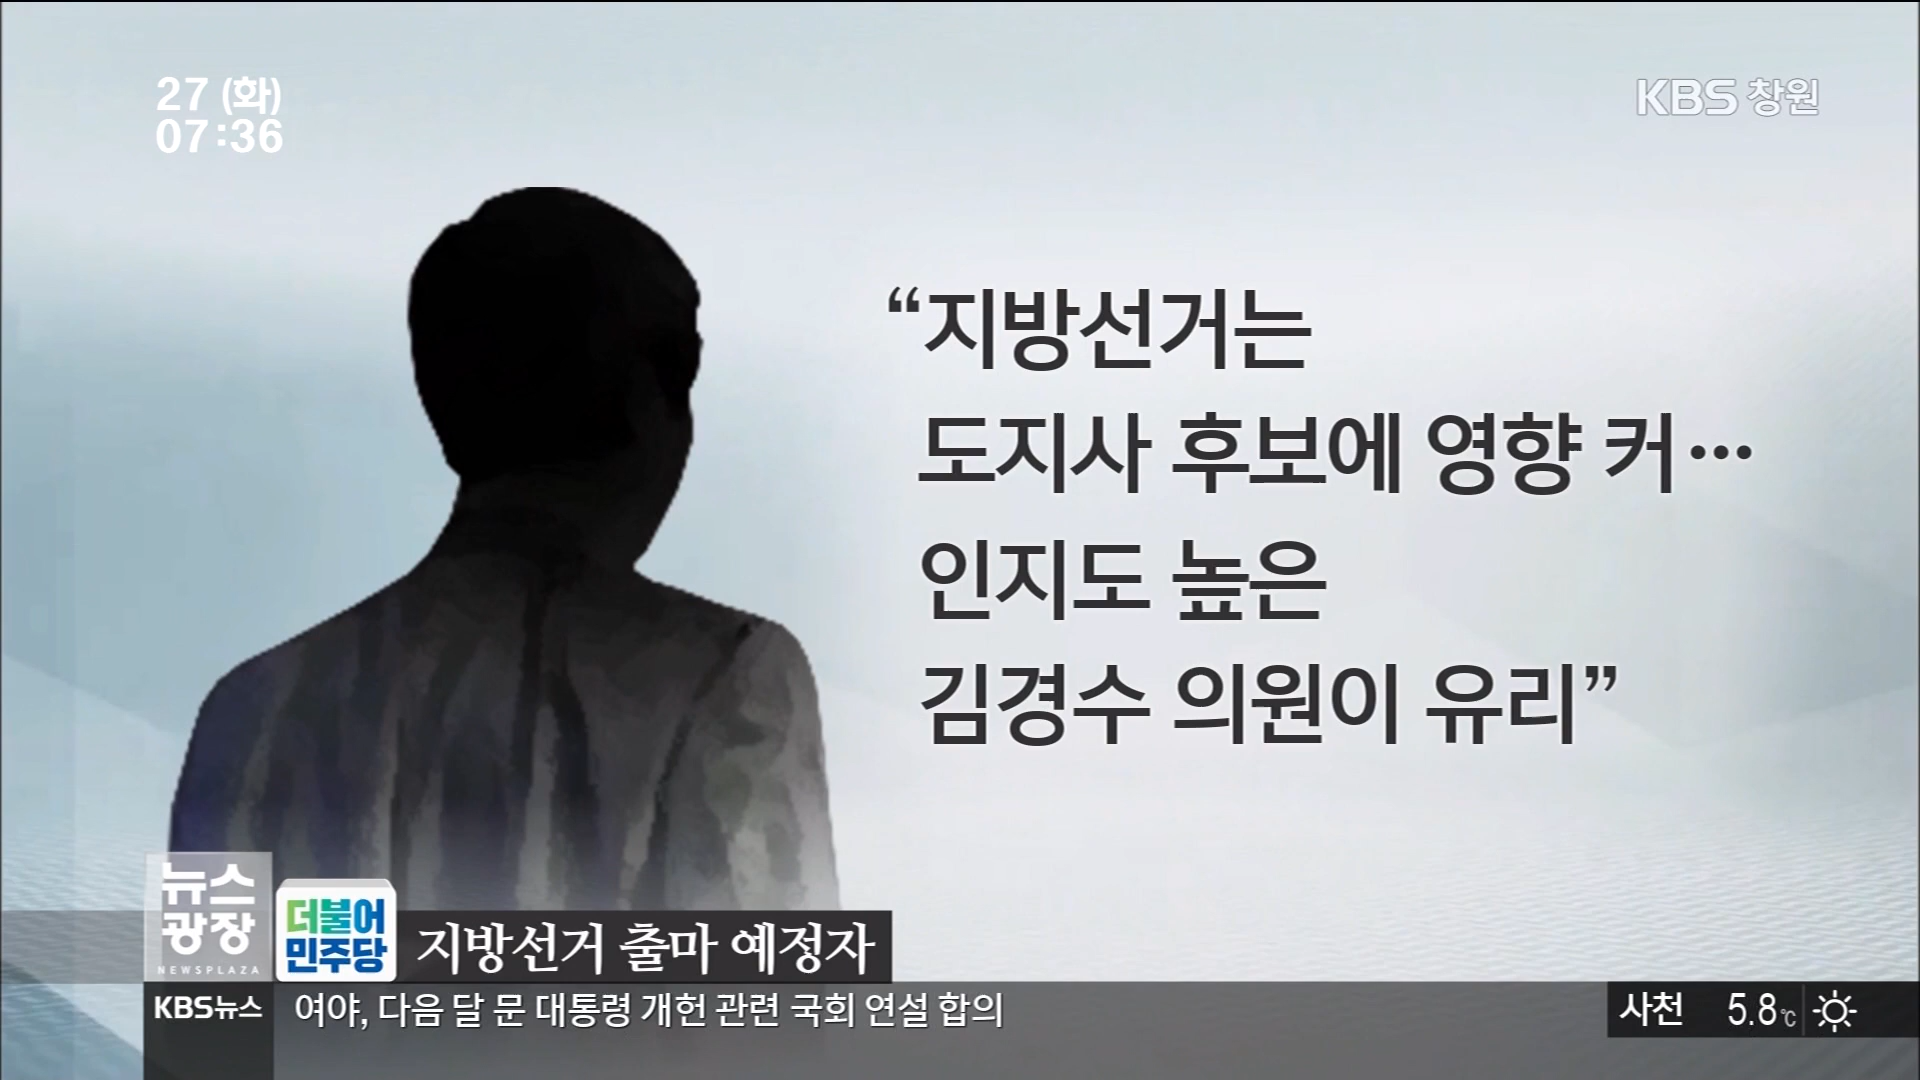 27 (화)
07:36
KBS 창원
“지방선거는
도지사 후보에 영향 커…
인지도 높은
김경수 의원이 유리”
뉴스
광장
NEWSPLAZA
더불어
민주당
지방선거 출마 예정자
KBS뉴스
여야, 다음 달 문 대통령 개헌 관련 국회 연설 합의
사천 5.8℃